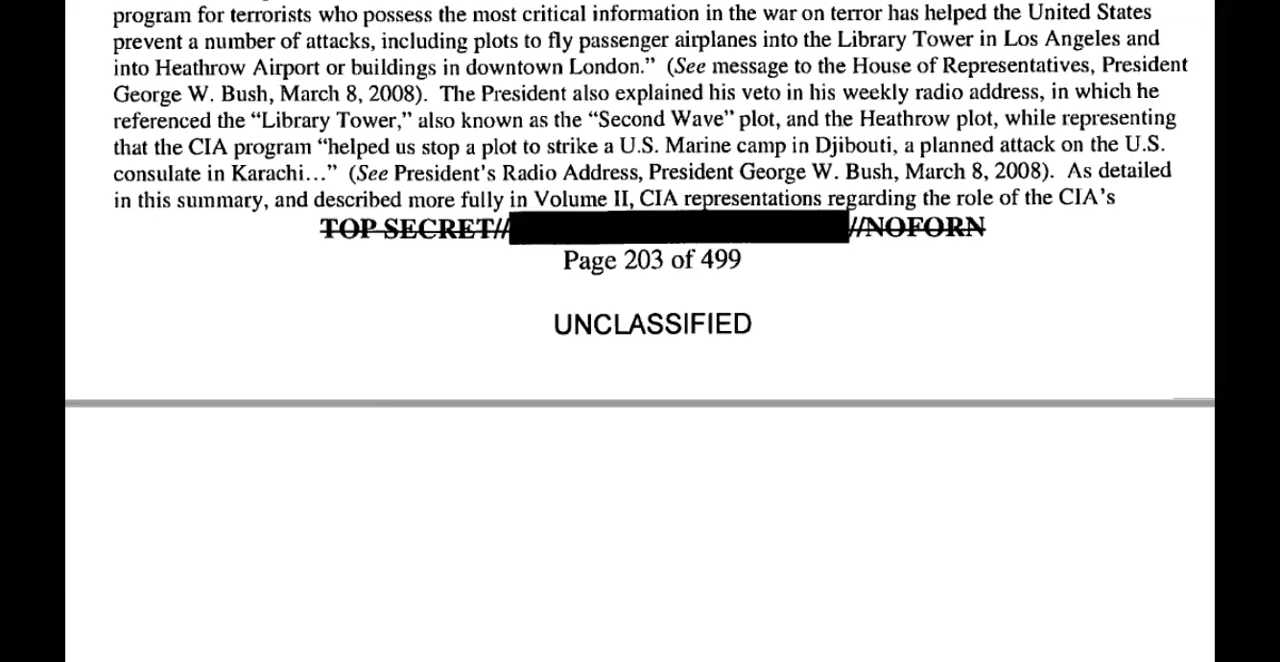 program for terrorists who possess the most critical information in the war on terror has helped the United States
prevent a number of attacks, including plots to fly passenger airplanes into the Library Tower in Los Angeles and
into Heathrow Airport or buildings in downtown London.” (See message to the House of Representatives, President
George W. Bush, March 8, 2008). The President also explained his veto in his weekly radio address, in which he
referenced the “Library Tower,” also known as the “Second Wave” plot, and the Heathrow plot, while representing
that the CIA program “helped us stop a plot to strike a U.S. Marine camp in Djibouti, a planned attack on the U.S.
consulate in Karachi…” (See President’s Radio Address, President George W. Bush, March 8, 2008). As detailed
in this summary, and described more fully in Volume II, CIA representations regarding the role of the CIA’s
TOP SECRET// //NOFORN
Page 203 of 499
UNCLASSIFIED